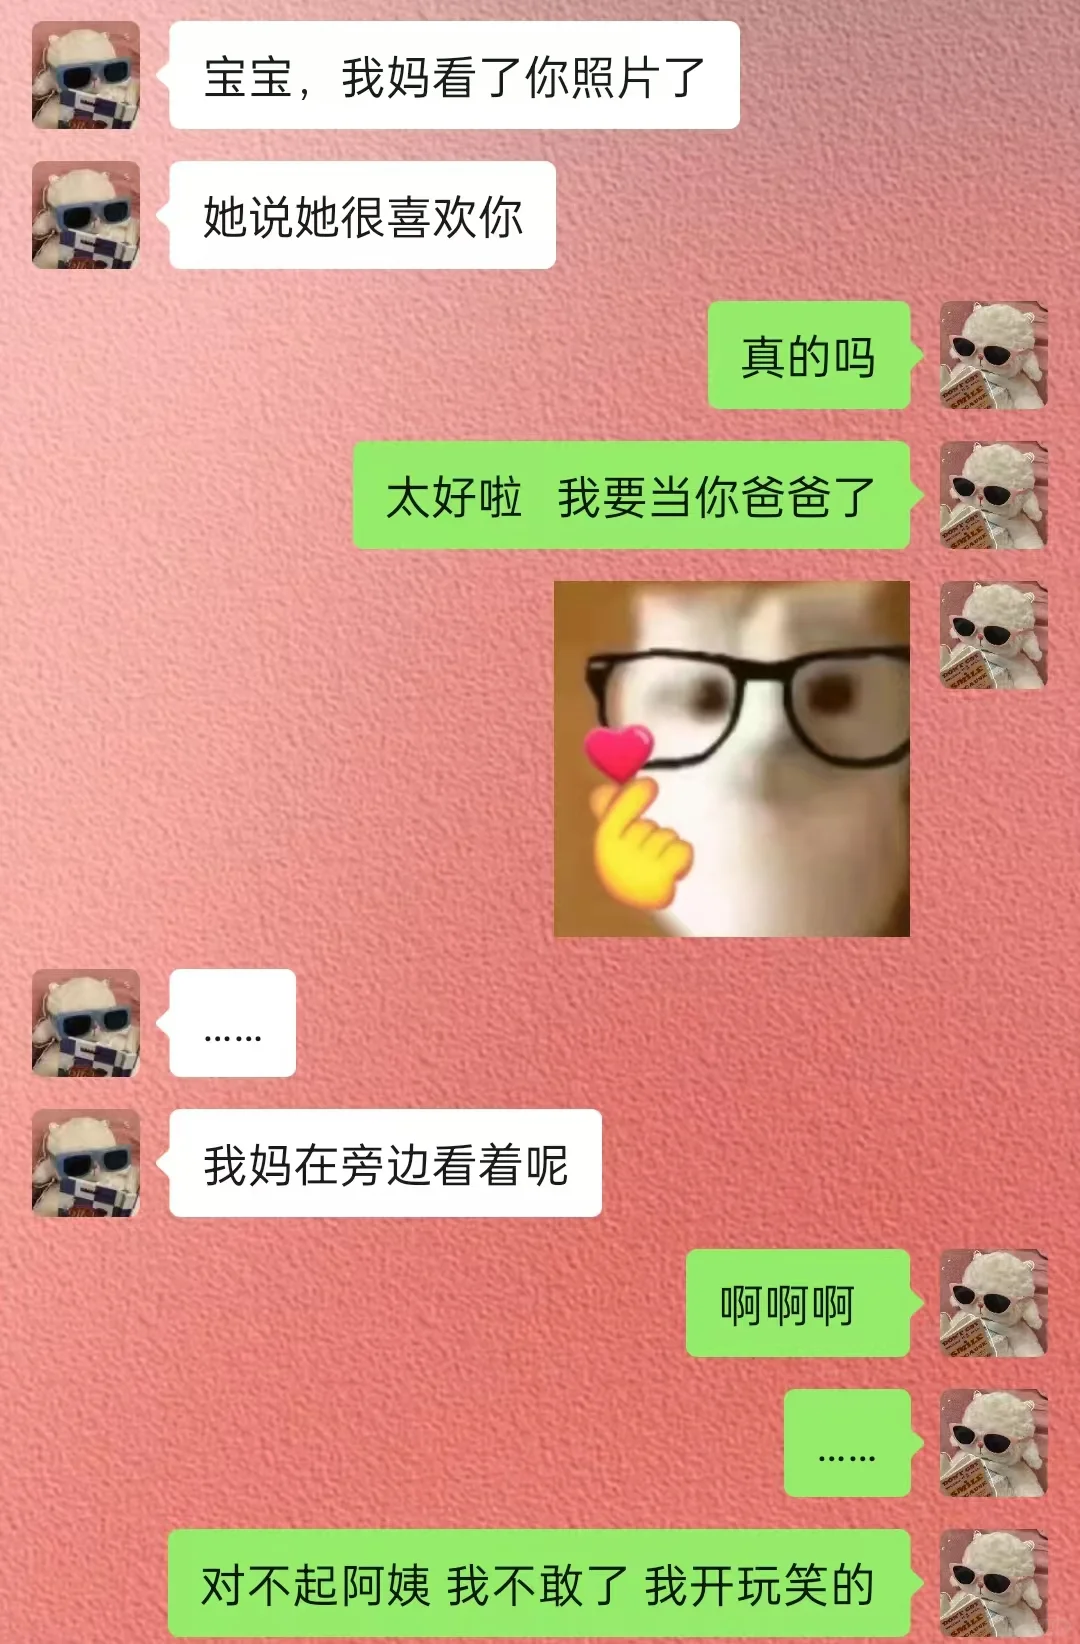 宝宝，我妈看了你照片了
她说她很喜欢你
真的吗
太好啦 我要当你爸爸了
……
我妈在旁边看着呢
啊啊啊
……
对不起阿姨 我不敢了 我开玩笑的